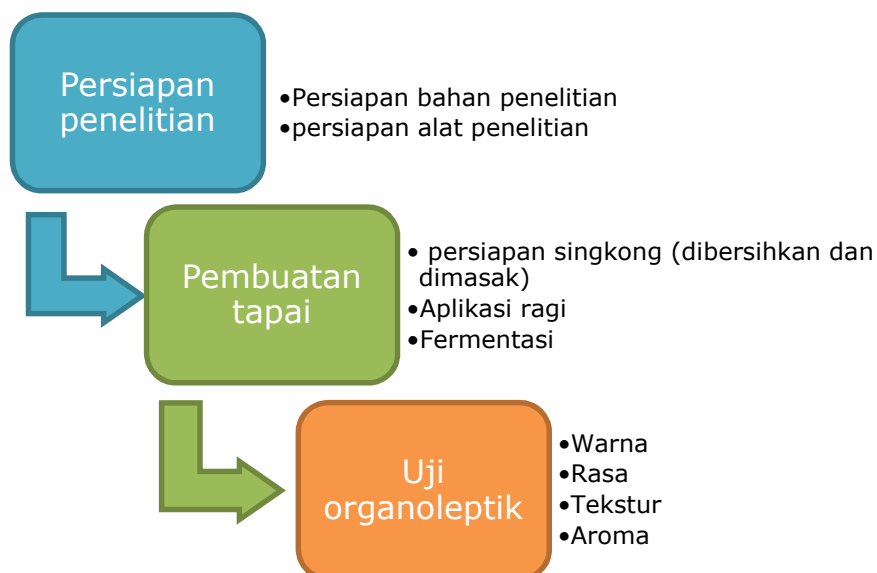 Persiapan
penelitian
•Persiapan bahan penelitian
•persiapan alat penelitian
Pembuatan
tapai
• persiapan singkong (dibersihkan dan
dimasak)
•Aplikasi ragi
•Fermentasi
Uji
organoleptik
•Warna
•Rasa
•Tekstur
•Aroma